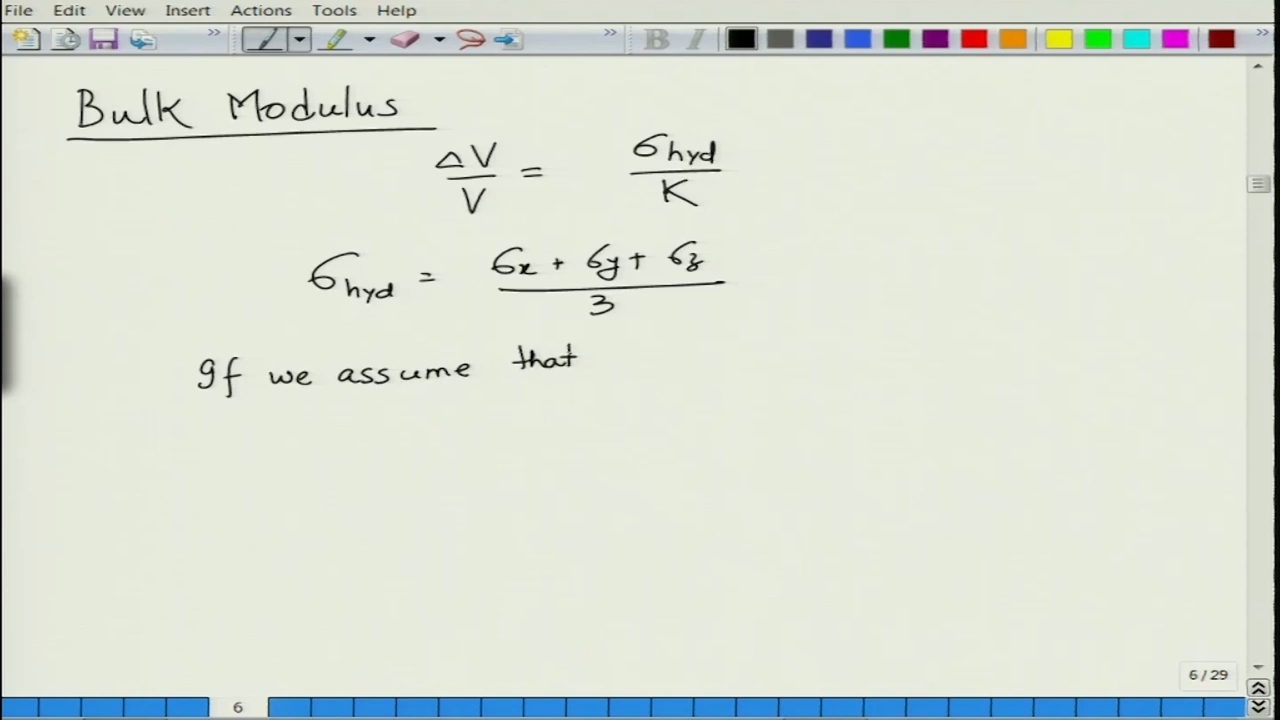 File Edit View Insert Actions Tools Help
B I
Bulk Modulus
ΔV/V = σhyd/K
σhyd = (σx + σy + σz)/3
If we assume that
6 / 29
6